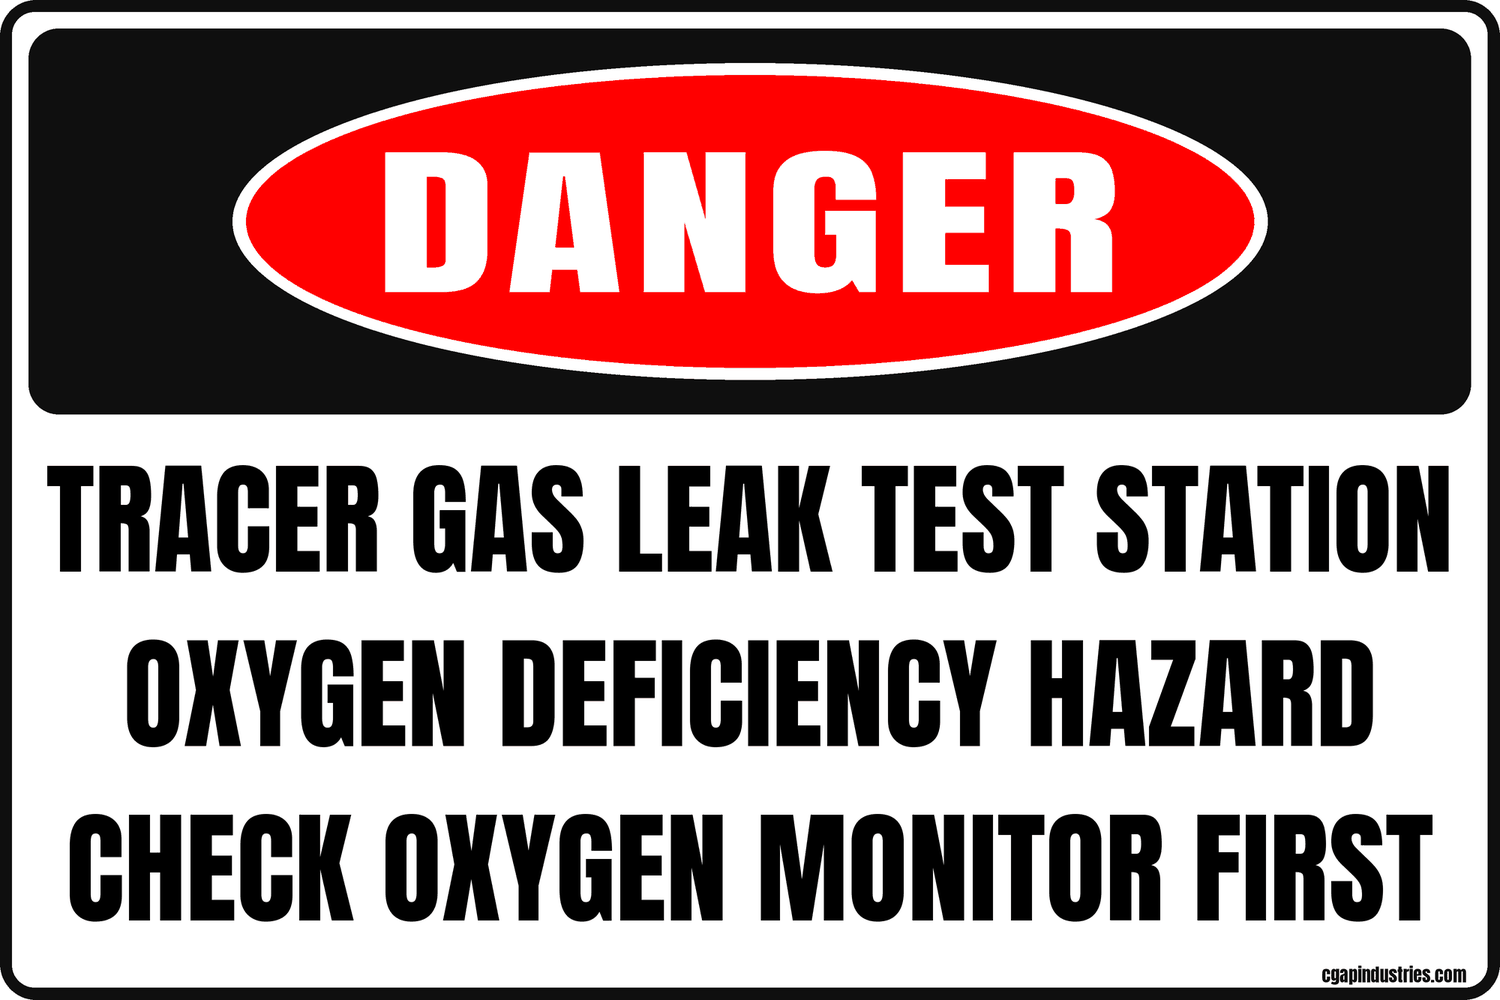 DANGER
TRACER GAS LEAK TEST STATION
OXYGEN DEFICIENCY HAZARD
CHECK OXYGEN MONITOR FIRST
cgapindustries.com